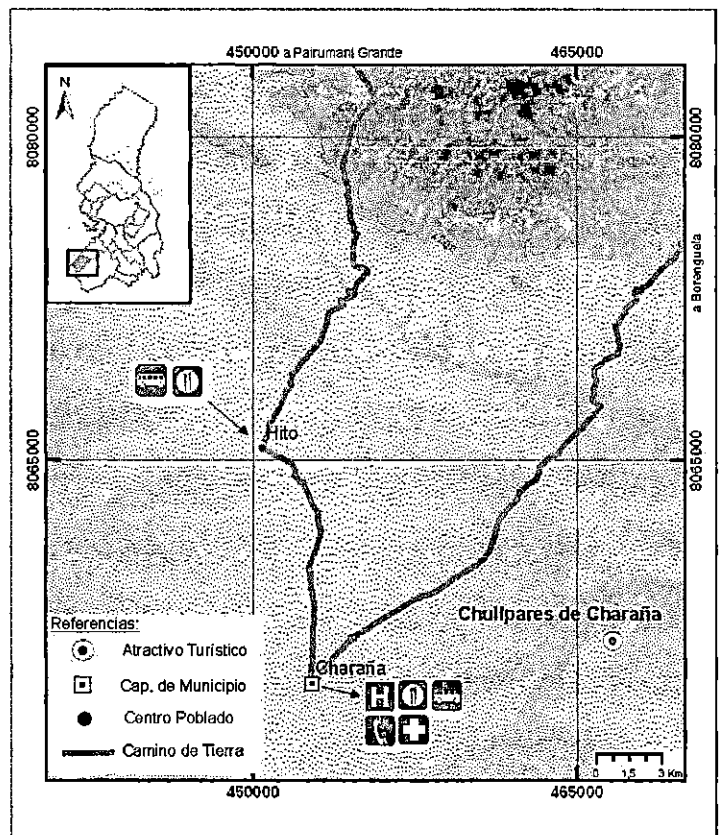 450000 a Pairumani Grande 465000
N
8080000 8080000
a Berenguela
Hito
8065000 8065000
Chullpares de Charaña
Referencias:
Atractivo Turístico
Charaña
Cap. de Municipio
H
Centro Poblado
Camino de Tierra
0 1,5 3 Km
450000 465000